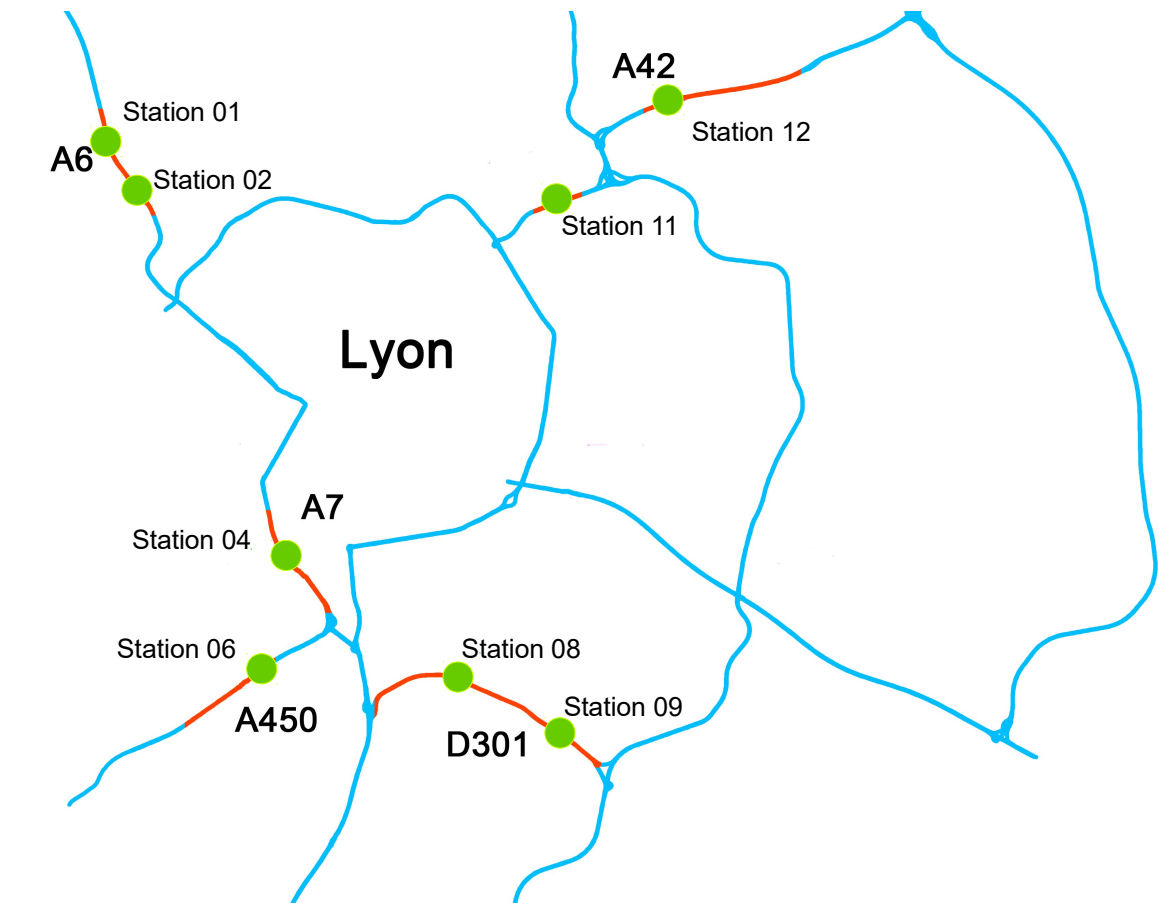 A42
Station 01
Station 12
A6
Station 02
Station 11
Lyon
A7
Station 04
Station 06
Station 08
Station 09
A450
D301